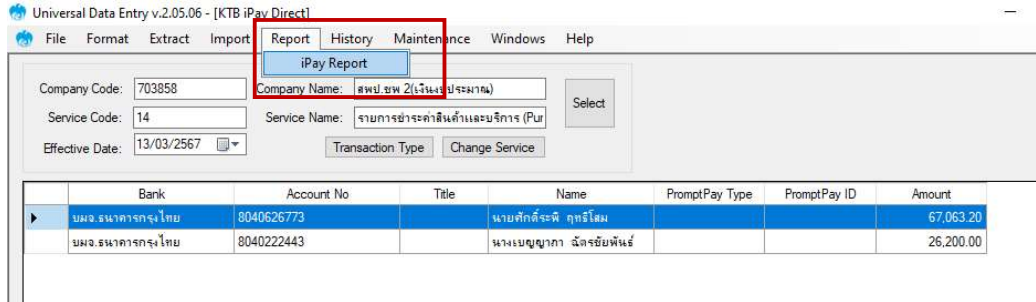 Universal Data Entry v.2.05.06 - [KTB iPay Direct]
File Format Extract Import Report History Maintenance Windows Help
iPay Report
Company Code: 703858 Company Name: สพป.ชพ 2(เงินงบประมาณ)
Select
Service Code: 14 Service Name: รายการชำระค่าสินค้าและบริการ (Pur
Effective Date: 13/03/2567 Transaction Type Change Service
Bank Account No Title Name PromptPay Type PromptPay ID Amount
บมจ.ธนาคารกรุงไทย 8040626773 นายศักดิ์ระพี ฤทธิโสม 67,063.20
บมจ.ธนาคารกรุงไทย 8040222443 นางเบญญาภา ฉัตรชัยพันธ์ 26,200.00